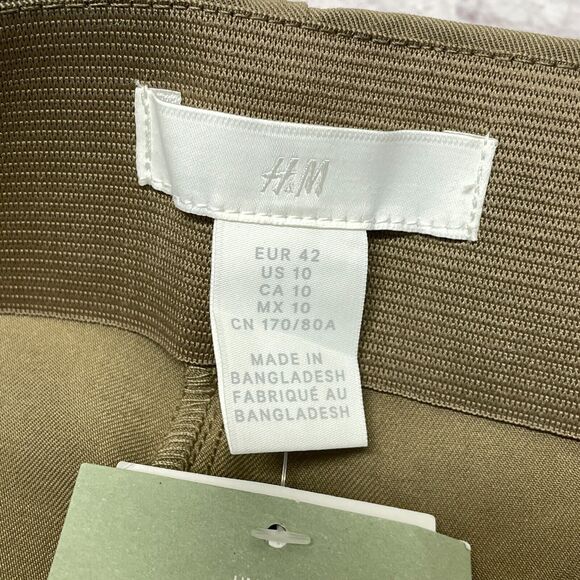 H&M
EUR 42
US 10
CA 10
MX 10
CN 170/80A
MADE IN
BANGLADESH
FABRIQUÉ AU
BANGLADESH